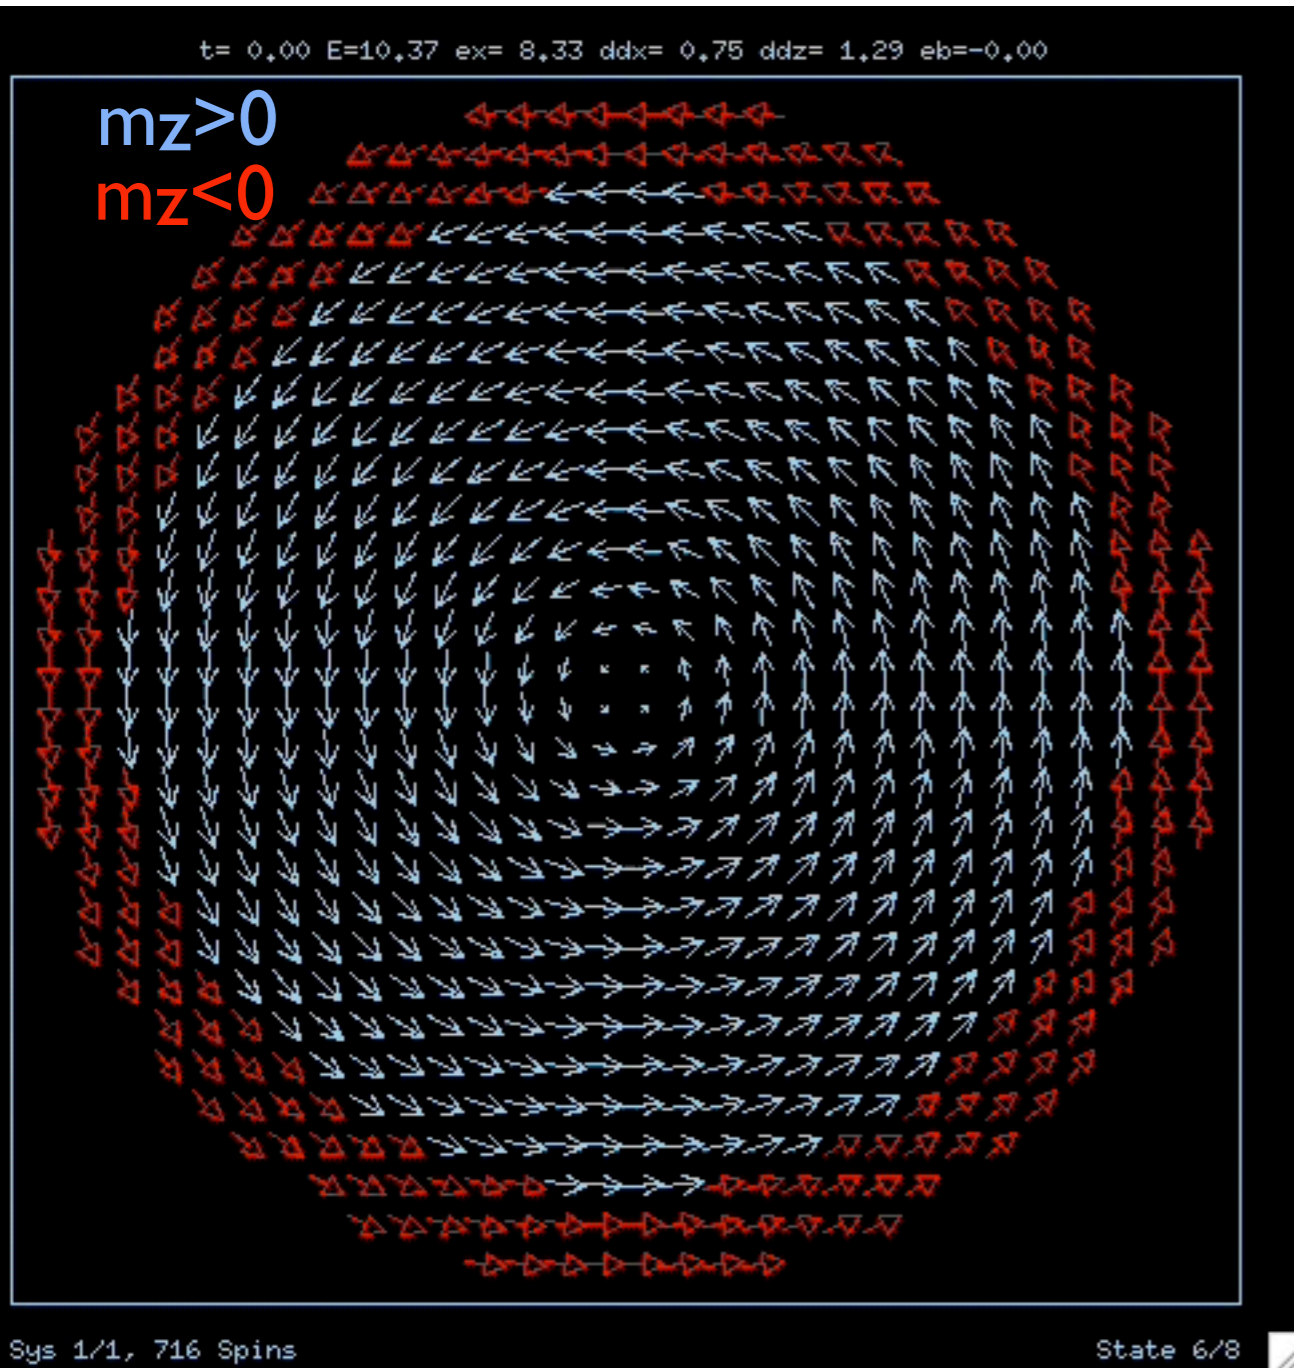 t= 0.00 E=10.37 ex= 8.33 ddx= 0.75 ddz= 1.29 eb=-0.00
mz>0
mz<0
Sys 1/1, 716 Spins
State 6/8